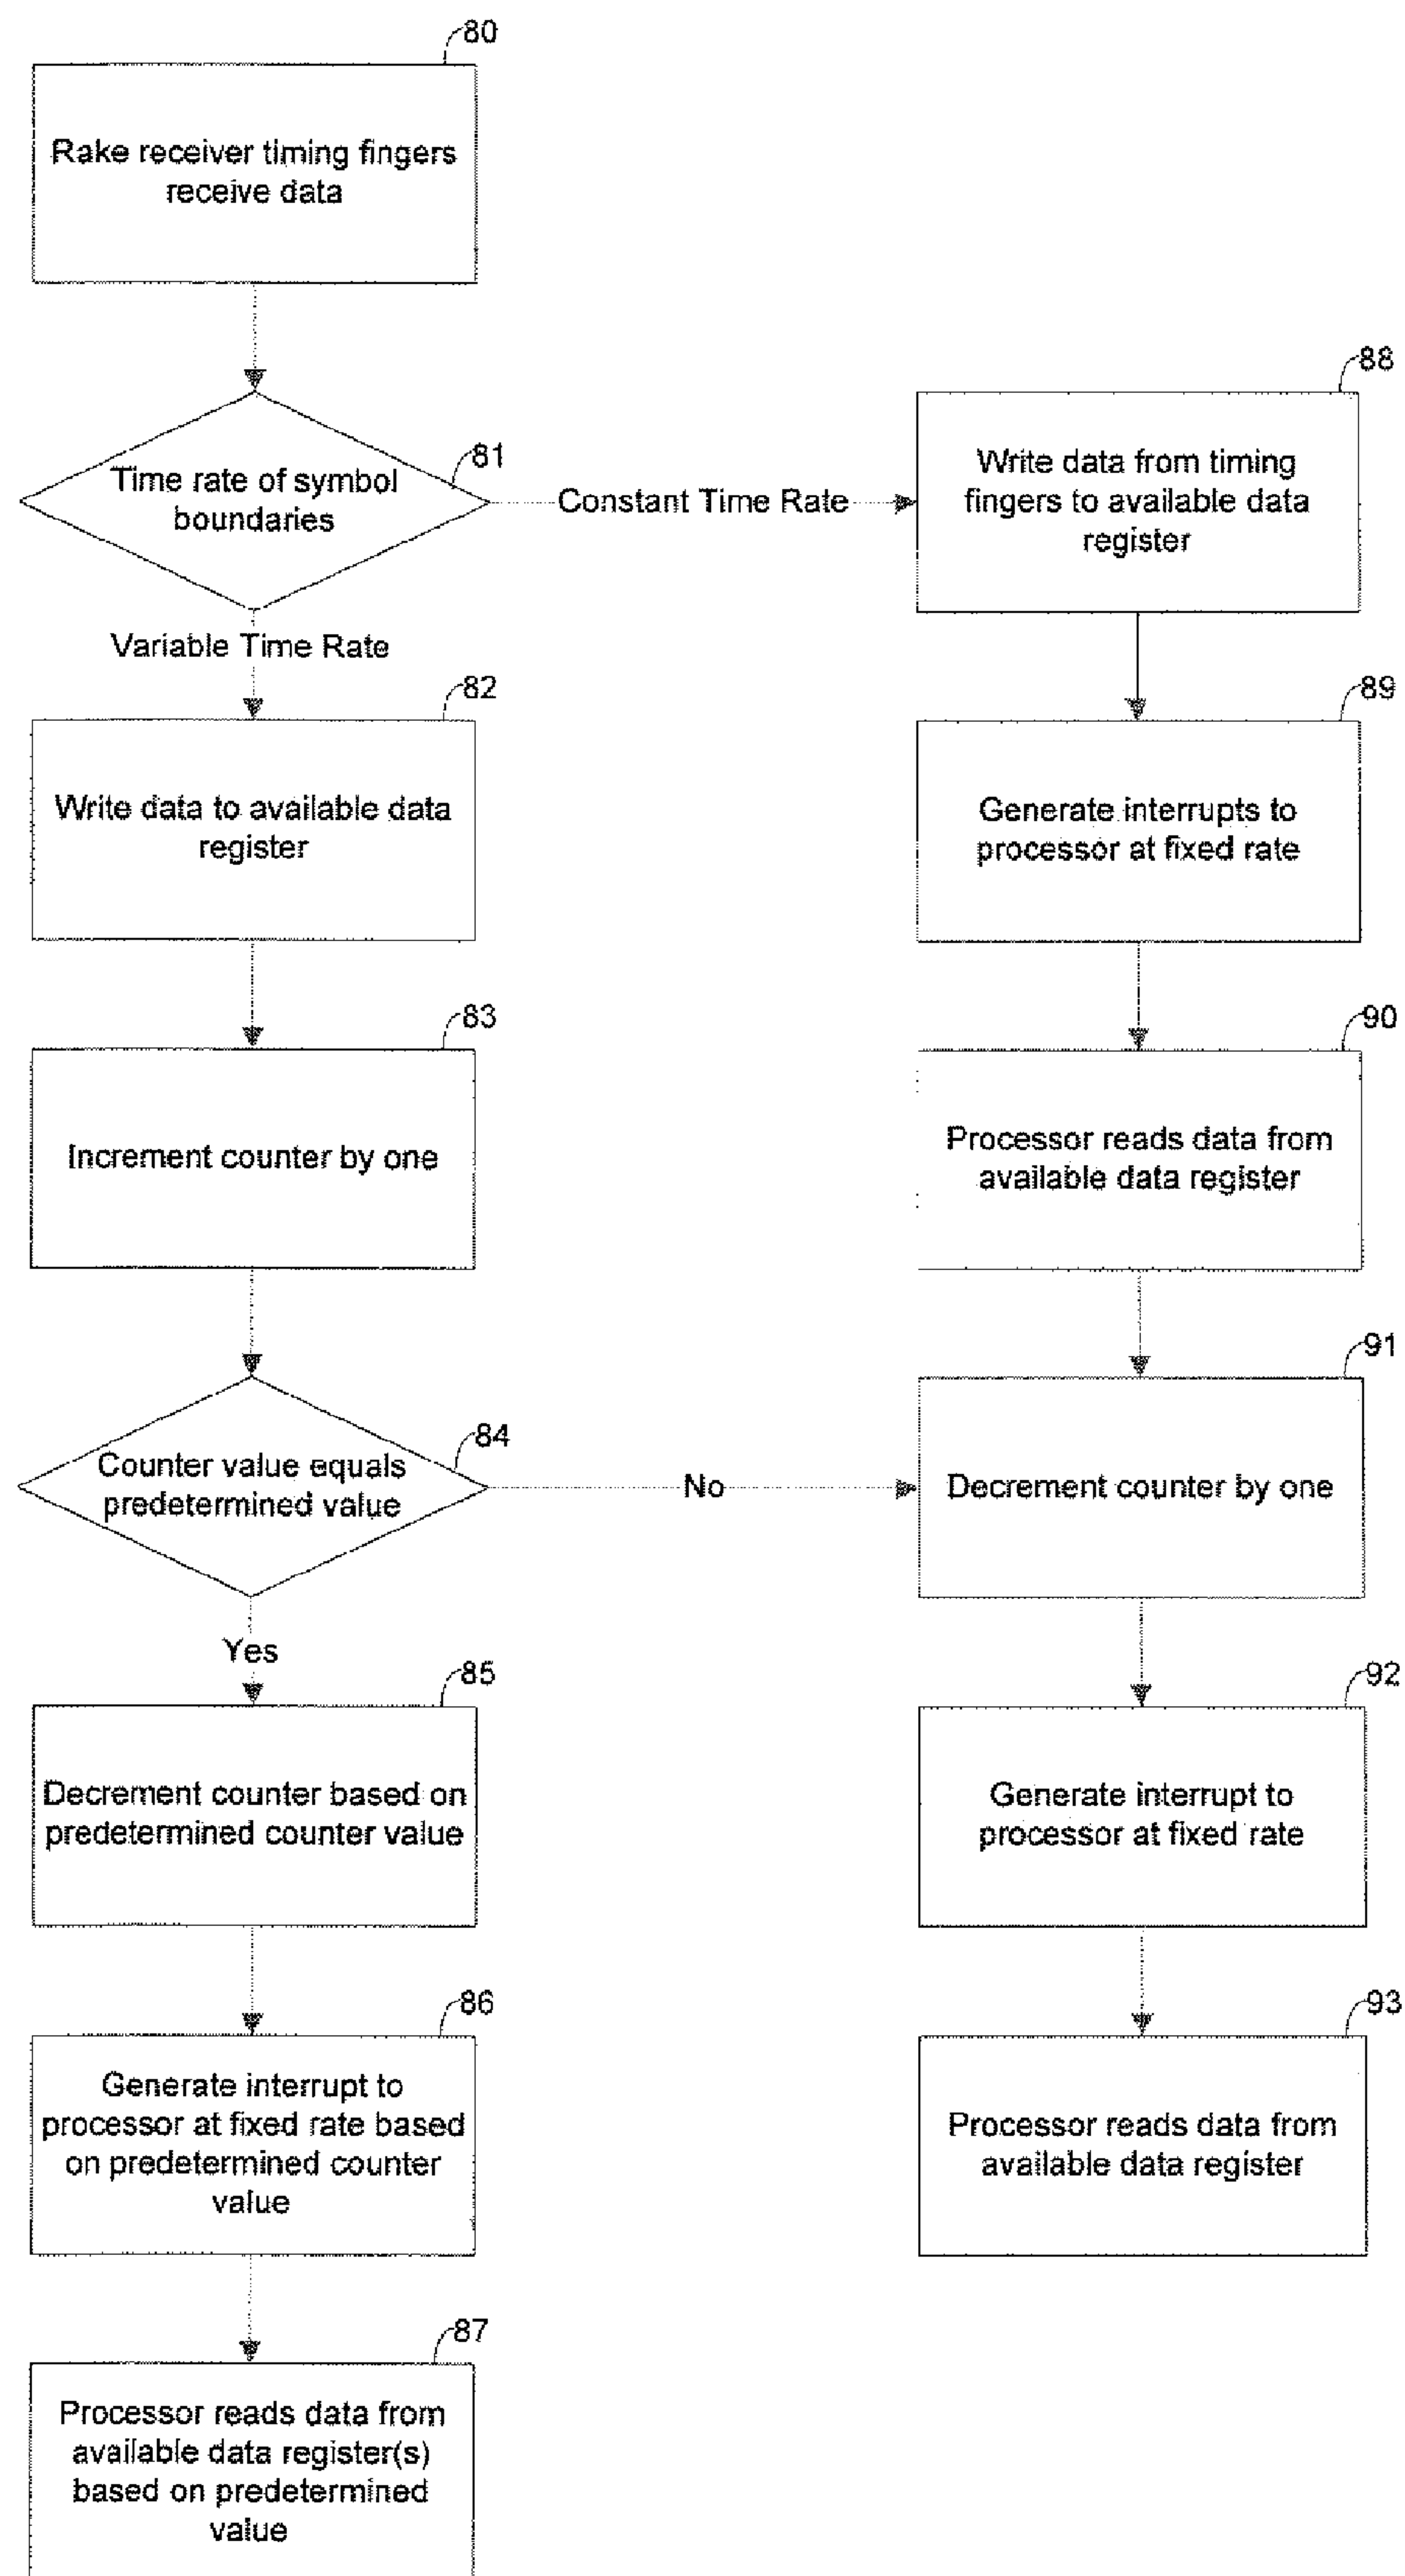 80
Rake receiver timing fingers
receive data
81
Time rate of symbol
boundaries
Constant Time Rate
88
Write data from timing
fingers to available data
register
Variable Time Rate
82
Write data to available data
register
89
Generate interrupts to
processor at fixed rate
83
Increment counter by one
90
Processor reads data from
available data register
84
Counter value equals
predetermined value
No
91
Decrement counter by one
Yes
85
Decrement counter based on
predetermined counter value
92
Generate interrupt to
processor at fixed rate
86
Generate interrupt to
processor at fixed rate based
on predetermined counter
value
93
Processor reads data from
available data register
87
Processor reads data from
available data register(s)
based on predetermined
value